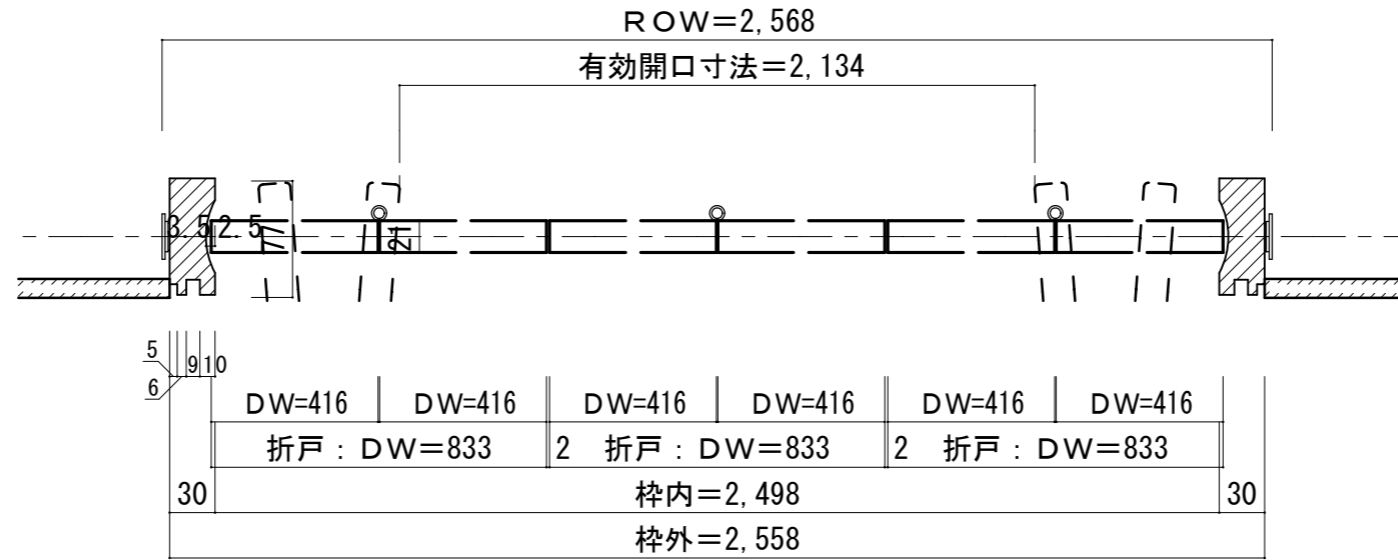 ROW=2,568
有効開口寸法=2,134
3.5 2.5 77 21
5 9 10
6
DW=416 DW=416 DW=416 DW=416 DW=416 DW=416
折戸:DW=833 2 折戸:DW=833 2 折戸:DW=833
30 枠内=2,498 30
枠外=2,558